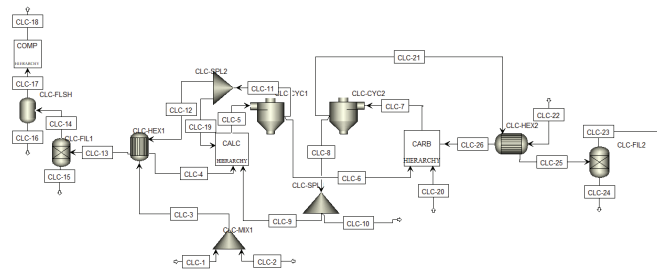 CLC-18
COMP
HIERARCHY
CLC-17
CLC-FLSH
CLC-14
CLC-16
CLC-FIL1
CLC-13
CLC-15
CLC-HEX1
CLC-12
CLC-SPL2
CLC-11
CLC-CYC1
CLC-5
CLC-19
CALC
HIERARCHY
CLC-4
CLC-3
CLC-MIX1
CLC-1
CLC-2
CLC-CYC2
CLC-21
CLC-7
CLC-8
CLC-6
CLC-SPL
CLC-9
CLC-10
CARB
HIERARCHY
CLC-20
CLC-26
CLC-HEX2
CLC-22
CLC-25
CLC-23
CLC-FIL2
CLC-24